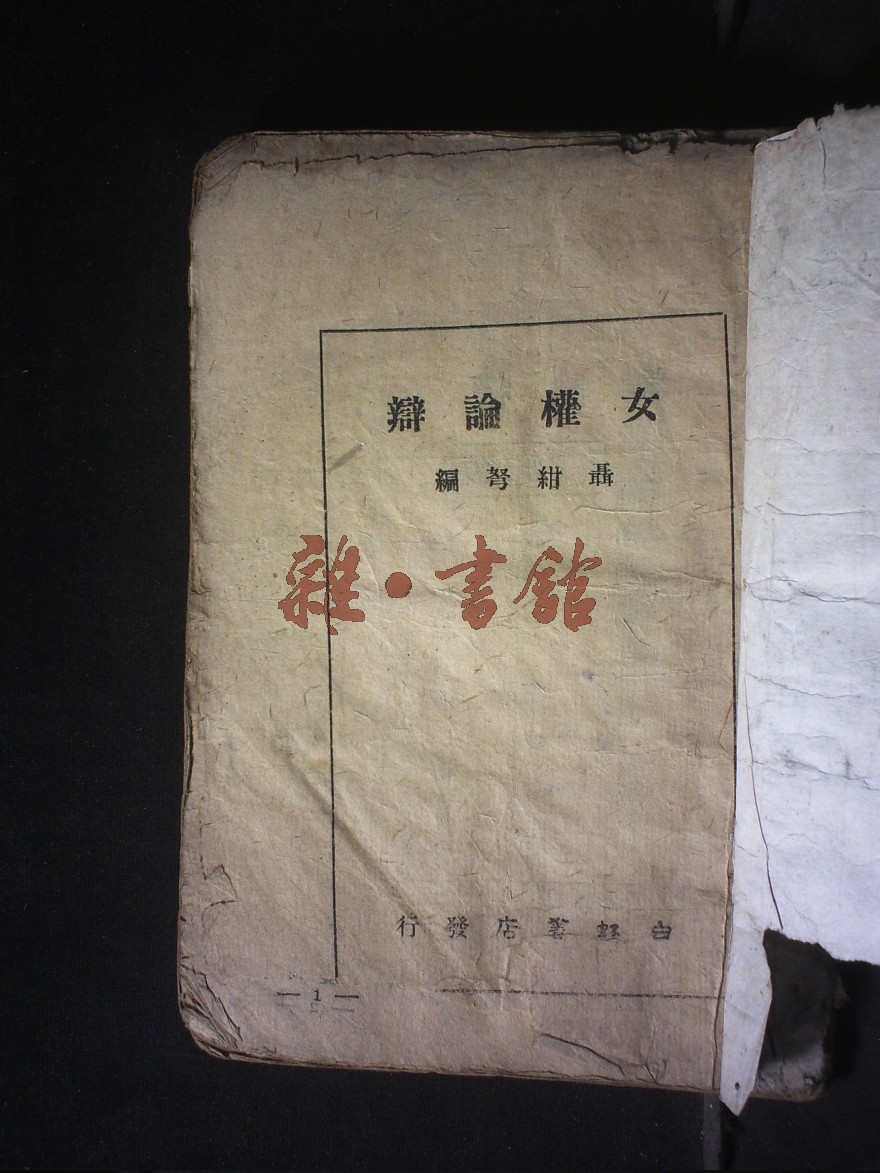 女權論辯
聶紺弩編
雜·書館
白虹書店發行
— 1 —